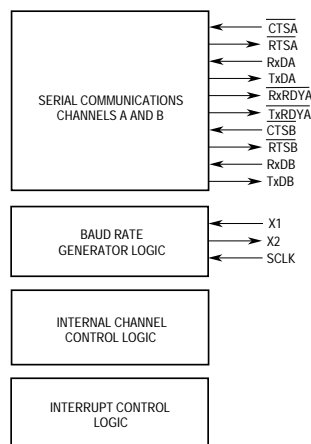 CTSA
RTSA
RxDA
TxDA
RxRDYA
TxRDYA
CTSB
RTSB
RxDB
TxDB
SERIAL COMMUNICATIONS
CHANNELS A AND B
X1
X2
SCLK
BAUD RATE
GENERATOR LOGIC
INTERNAL CHANNEL
CONTROL LOGIC
INTERRUPT CONTROL
LOGIC